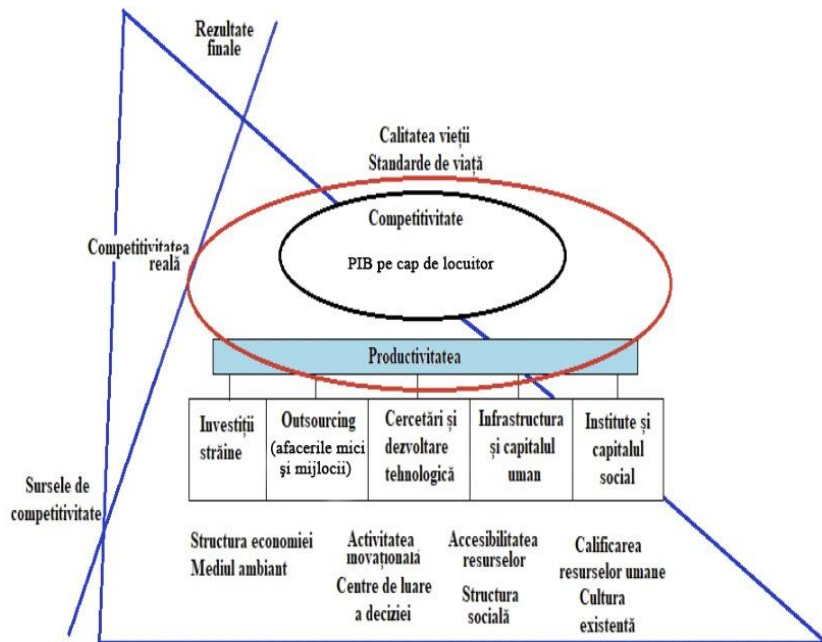 Rezultate
finale
Calitatea vieții
Standarde de viață
Competitivitate
PIB pe cap de locuitor
Competitivitatea
reală
Productivitatea
Investiții
străine
Outsourcing
(afacerile mici
şi mijlocii)
Cercetări și
dezvoltare
tehnologică
Infrastructura
și capitalul
uman
Institute și
capitalul
social
Sursele de
competitivitate
Structura economiei
Mediul ambiant
Activitatea
inovațională
Centre de luare
a deciziei
Accesibilitatea
resurselor
Structura
socială
Calificarea
resurselor umane
Cultura
existentă